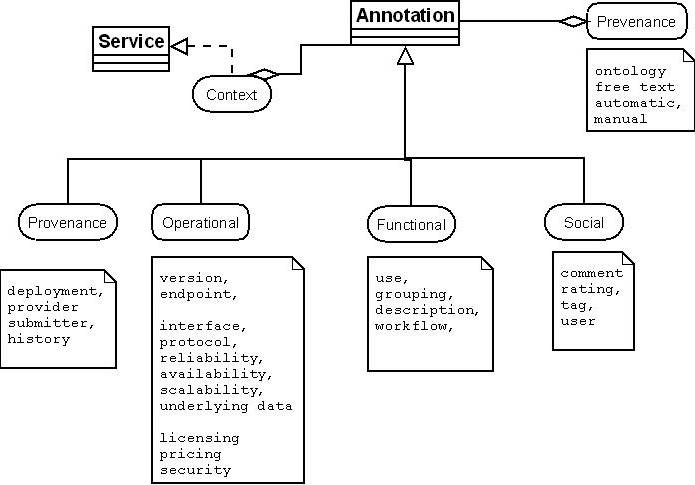 Annotation
Prevenance
Service
Context
ontology
free text
automatic,
manual
Provenance
Operational
Functional
Social
deployment,
provider
submitter,
history
version,
endpoint,
interface,
protocol,
reliability,
availability,
scalability,
underlying data
licensing
pricing
security
use,
grouping,
description,
workflow,
comment
rating,
tag,
user